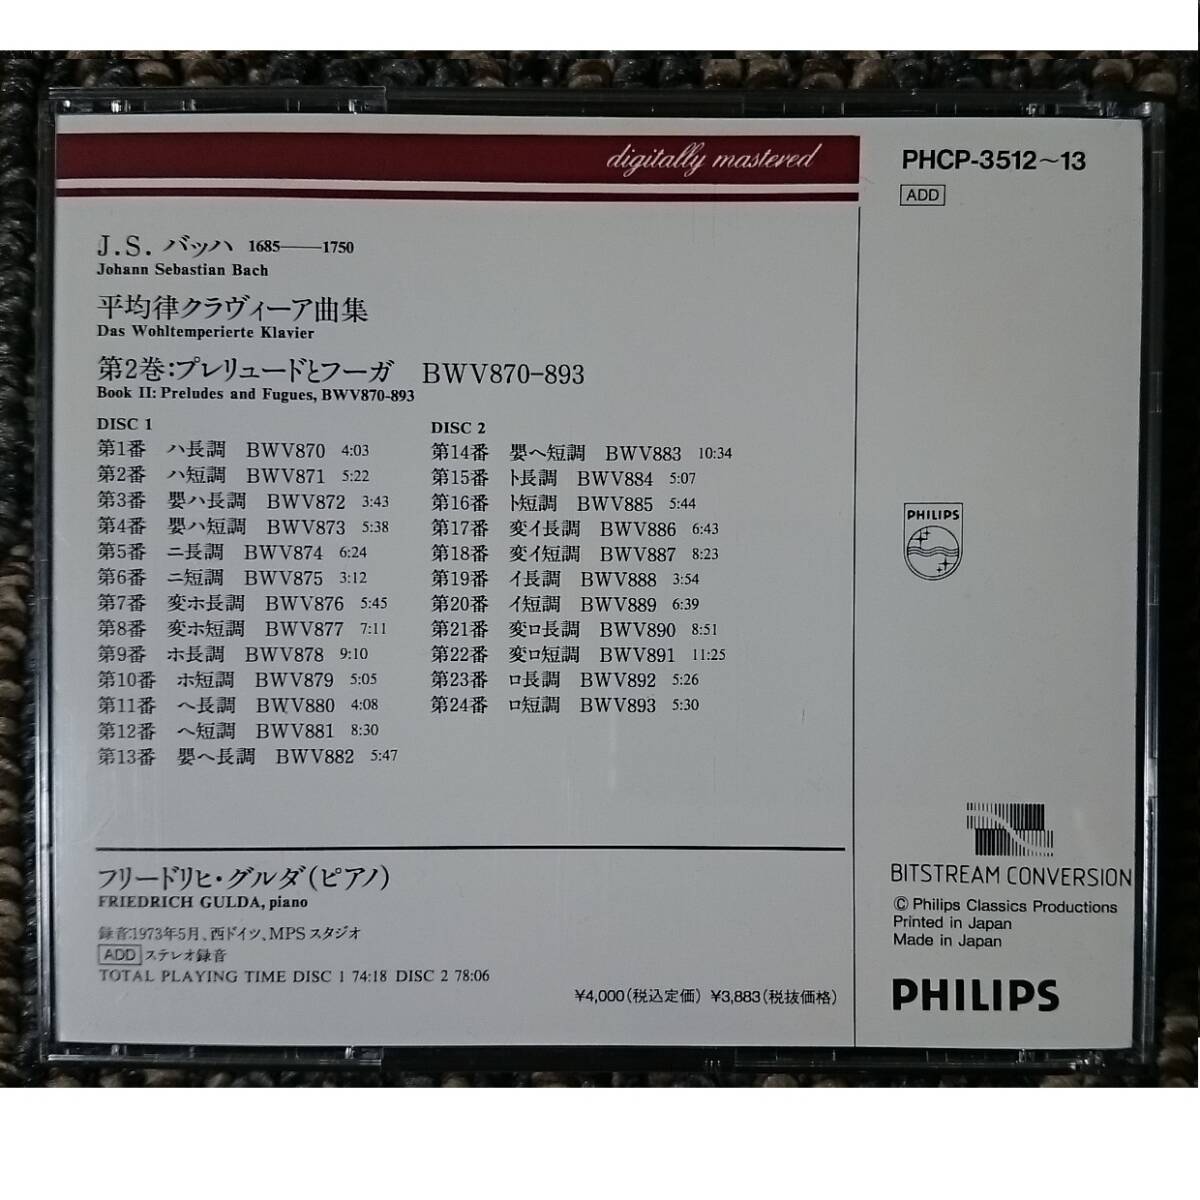 digitally mastered
PHCP-3512～13
ADD
J.S. バッハ 1685——1750
Johann Sebastian Bach
平均律クラヴィーア曲集
Das Wohltemperierte Klavier
第2巻:プレリュードとフーガ BWV870-893
Book II: Preludes and Fugues, BWV870-893
DISC 1
第1番 ハ長調 BWV870 4:03
第2番 ハ短調 BWV871 5:22
第3番 嬰ハ長調 BWV872 3:43
第4番 嬰ハ短調 BWV873 5:38
第5番 ニ長調 BWV874 6:24
第6番 ニ短調 BWV875 3:12
第7番 変ホ長調 BWV876 5:45
第8番 変ホ短調 BWV877 7:11
第9番 ホ長調 BWV878 9:10
第10番 ホ短調 BWV879 5:05
第11番 ヘ長調 BWV880 4:08
第12番 ヘ短調 BWV881 8:30
第13番 嬰ヘ長調 BWV882 5:47
DISC 2
第14番 嬰ヘ短調 BWV883 10:34
第15番 ト長調 BWV884 5:07
第16番 ト短調 BWV885 5:44
第17番 変イ長調 BWV886 6:43
第18番 変イ短調 BWV887 8:23
第19番 イ長調 BWV888 3:54
第20番 イ短調 BWV889 6:39
第21番 変ロ長調 BWV890 8:51
第22番 変ロ短調 BWV891 11:25
第23番 ロ長調 BWV892 5:26
第24番 ロ短調 BWV893 5:30
フリードリヒ・グルダ(ピアノ)
FRIEDRICH GULDA, piano
録音:1973年5月、西ドイツ、MPSスタジオ
ADD ステレオ録音
TOTAL PLAYING TIME DISC 1 74:18 DISC 2 78:06
¥4,000(税込定価) ¥3,883(税抜価格)
PHILIPS
BITSTREAM CONVERSION
© Philips Classics Productions
Printed in Japan
Made in Japan
PHILIPS